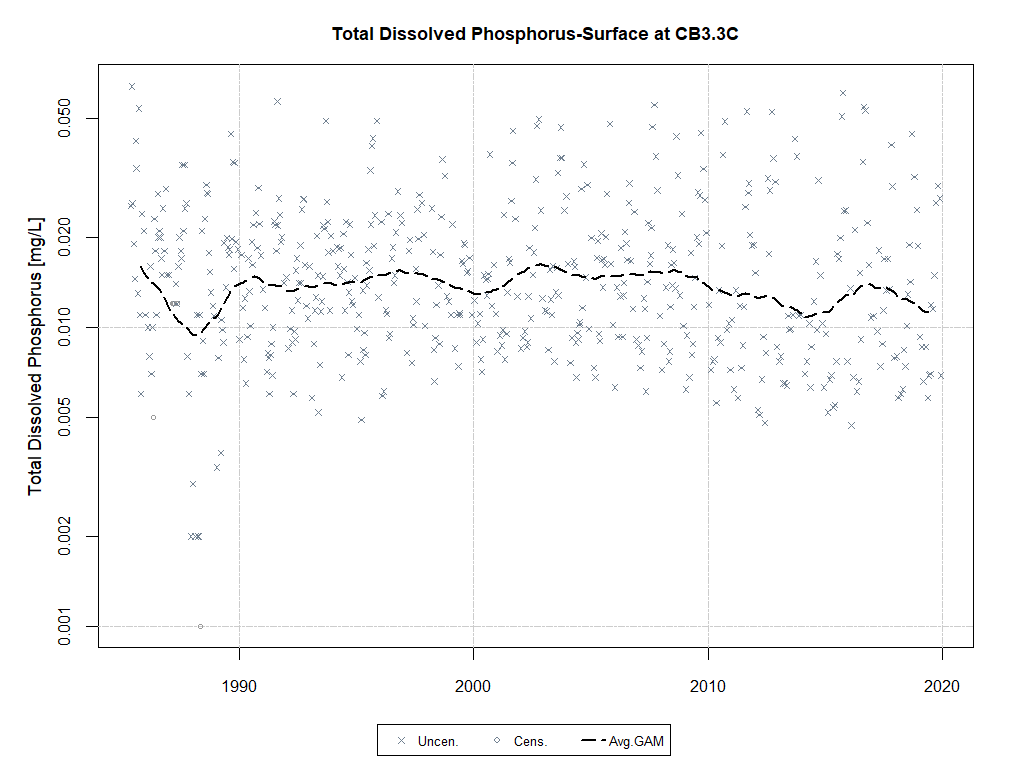 Total Dissolved Phosphorus-Surface at CB3.3C
Total Dissolved Phosphorus [mg/L]
0.050
0.020
0.010
0.005
0.002
0.001
1990 2000 2010 2020
Uncen. Cens. Avg.GAM